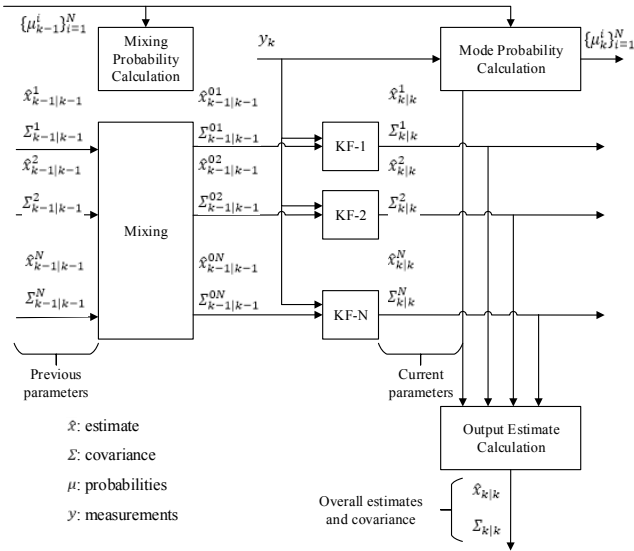 {μ^i_{k-1}}^N_{i=1}
Mixing
Probability
Calculation
y_k
Mode Probability
Calculation
{μ^i_k}^N_{i=1}
x̂^1_{k-1|k-1}
x̂^{01}_{k-1|k-1}
x̂^1_{k|k}
Σ^1_{k-1|k-1}
Σ^{01}_{k-1|k-1}
KF-1
Σ^1_{k|k}
x̂^2_{k-1|k-1}
x̂^{02}_{k-1|k-1}
x̂^2_{k|k}
Σ^2_{k-1|k-1}
Mixing
Σ^{02}_{k-1|k-1}
KF-2
Σ^2_{k|k}
x̂^N_{k-1|k-1}
x̂^{0N}_{k-1|k-1}
x̂^N_{k|k}
Σ^N_{k-1|k-1}
Σ^{0N}_{k-1|k-1}
KF-N
Σ^N_{k|k}
Previous
parameters
Current
parameters
x̂: estimate
Σ: covariance
μ: probabilities
y: measurements
Output Estimate
Calculation
Overall estimates
and covariance
x̂_{k|k}
Σ_{k|k}